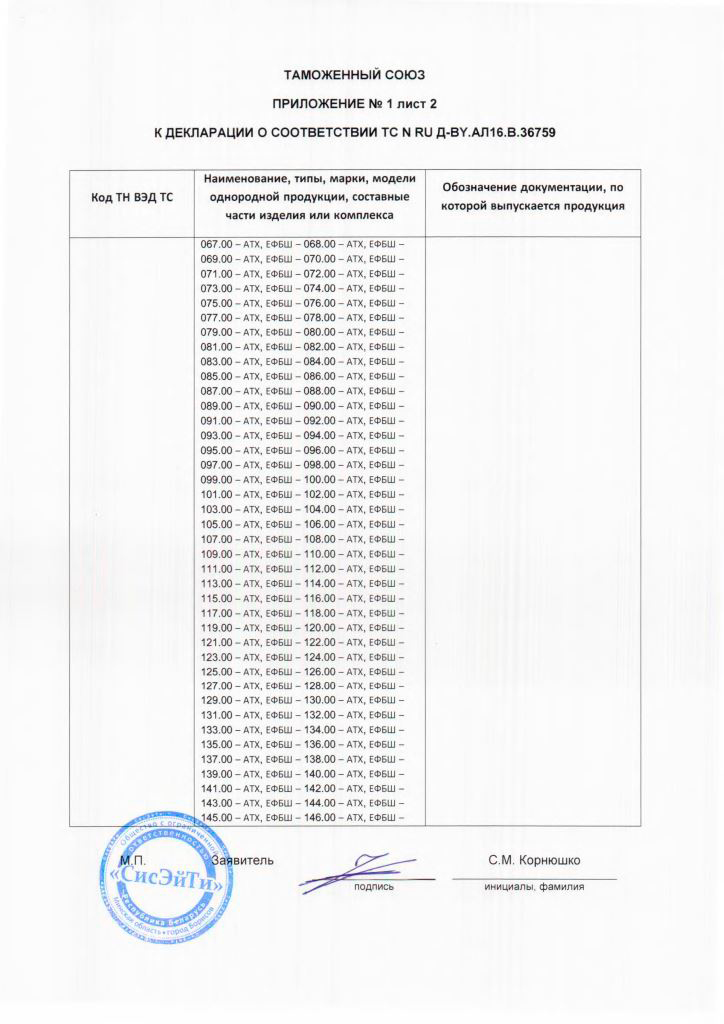 ТАМОЖЕННЫЙ СОЮЗ
ПРИЛОЖЕНИЕ № 1 лист 2
К ДЕКЛАРАЦИИ О СООТВЕТСТВИИ ТС N RU Д-BY.АЛ16.В.36759
Код ТН ВЭД ТС
Наименование, типы, марки, модели
однородной продукции, составные
части изделия или комплекса
Обозначение документации, по
которой выпускается продукция
067.00 – АТХ, ЕФБШ – 068.00 – АТХ, ЕФБШ –
069.00 – АТХ, ЕФБШ – 070.00 – АТХ, ЕФБШ –
071.00 – АТХ, ЕФБШ – 072.00 – АТХ, ЕФБШ –
073.00 – АТХ, ЕФБШ – 074.00 – АТХ, ЕФБШ –
075.00 – АТХ, ЕФБШ – 076.00 – АТХ, ЕФБШ –
077.00 – АТХ, ЕФБШ – 078.00 – АТХ, ЕФБШ –
079.00 – АТХ, ЕФБШ – 080.00 – АТХ, ЕФБШ –
081.00 – АТХ, ЕФБШ – 082.00 – АТХ, ЕФБШ –
083.00 – АТХ, ЕФБШ – 084.00 – АТХ, ЕФБШ –
085.00 – АТХ, ЕФБШ – 086.00 – АТХ, ЕФБШ –
087.00 – АТХ, ЕФБШ – 088.00 – АТХ, ЕФБШ –
089.00 – АТХ, ЕФБШ – 090.00 – АТХ, ЕФБШ –
091.00 – АТХ, ЕФБШ – 092.00 – АТХ, ЕФБШ –
093.00 – АТХ, ЕФБШ – 094.00 – АТХ, ЕФБШ –
095.00 – АТХ, ЕФБШ – 096.00 – АТХ, ЕФБШ –
097.00 – АТХ, ЕФБШ – 098.00 – АТХ, ЕФБШ –
099.00 – АТХ, ЕФБШ – 100.00 – АТХ, ЕФБШ –
101.00 – АТХ, ЕФБШ – 102.00 – АТХ, ЕФБШ –
103.00 – АТХ, ЕФБШ – 104.00 – АТХ, ЕФБШ –
105.00 – АТХ, ЕФБШ – 106.00 – АТХ, ЕФБШ –
107.00 – АТХ, ЕФБШ – 108.00 – АТХ, ЕФБШ –
109.00 – АТХ, ЕФБШ – 110.00 – АТХ, ЕФБШ –
111.00 – АТХ, ЕФБШ – 112.00 – АТХ, ЕФБШ –
113.00 – АТХ, ЕФБШ – 114.00 – АТХ, ЕФБШ –
115.00 – АТХ, ЕФБШ – 116.00 – АТХ, ЕФБШ –
117.00 – АТХ, ЕФБШ – 118.00 – АТХ, ЕФБШ –
119.00 – АТХ, ЕФБШ – 120.00 – АТХ, ЕФБШ –
121.00 – АТХ, ЕФБШ – 122.00 – АТХ, ЕФБШ –
123.00 – АТХ, ЕФБШ – 124.00 – АТХ, ЕФБШ –
125.00 – АТХ, ЕФБШ – 126.00 – АТХ, ЕФБШ –
127.00 – АТХ, ЕФБШ – 128.00 – АТХ, ЕФБШ –
129.00 – АТХ, ЕФБШ – 130.00 – АТХ, ЕФБШ –
131.00 – АТХ, ЕФБШ – 132.00 – АТХ, ЕФБШ –
133.00 – АТХ, ЕФБШ – 134.00 – АТХ, ЕФБШ –
135.00 – АТХ, ЕФБШ – 136.00 – АТХ, ЕФБШ –
137.00 – АТХ, ЕФБШ – 138.00 – АТХ, ЕФБШ –
139.00 – АТХ, ЕФБШ – 140.00 – АТХ, ЕФБШ –
141.00 – АТХ, ЕФБШ – 142.00 – АТХ, ЕФБШ –
143.00 – АТХ, ЕФБШ – 144.00 – АТХ, ЕФБШ –
145.00 – АТХ, ЕФБШ – 146.00 – АТХ, ЕФБШ –
М.П. Заявитель С.М. Корнюшко
подпись инициалы, фамилия
Общество с ограниченной
ответственностью
«СисЭйТи»
Республика Беларусь
Минская область • город Борисов